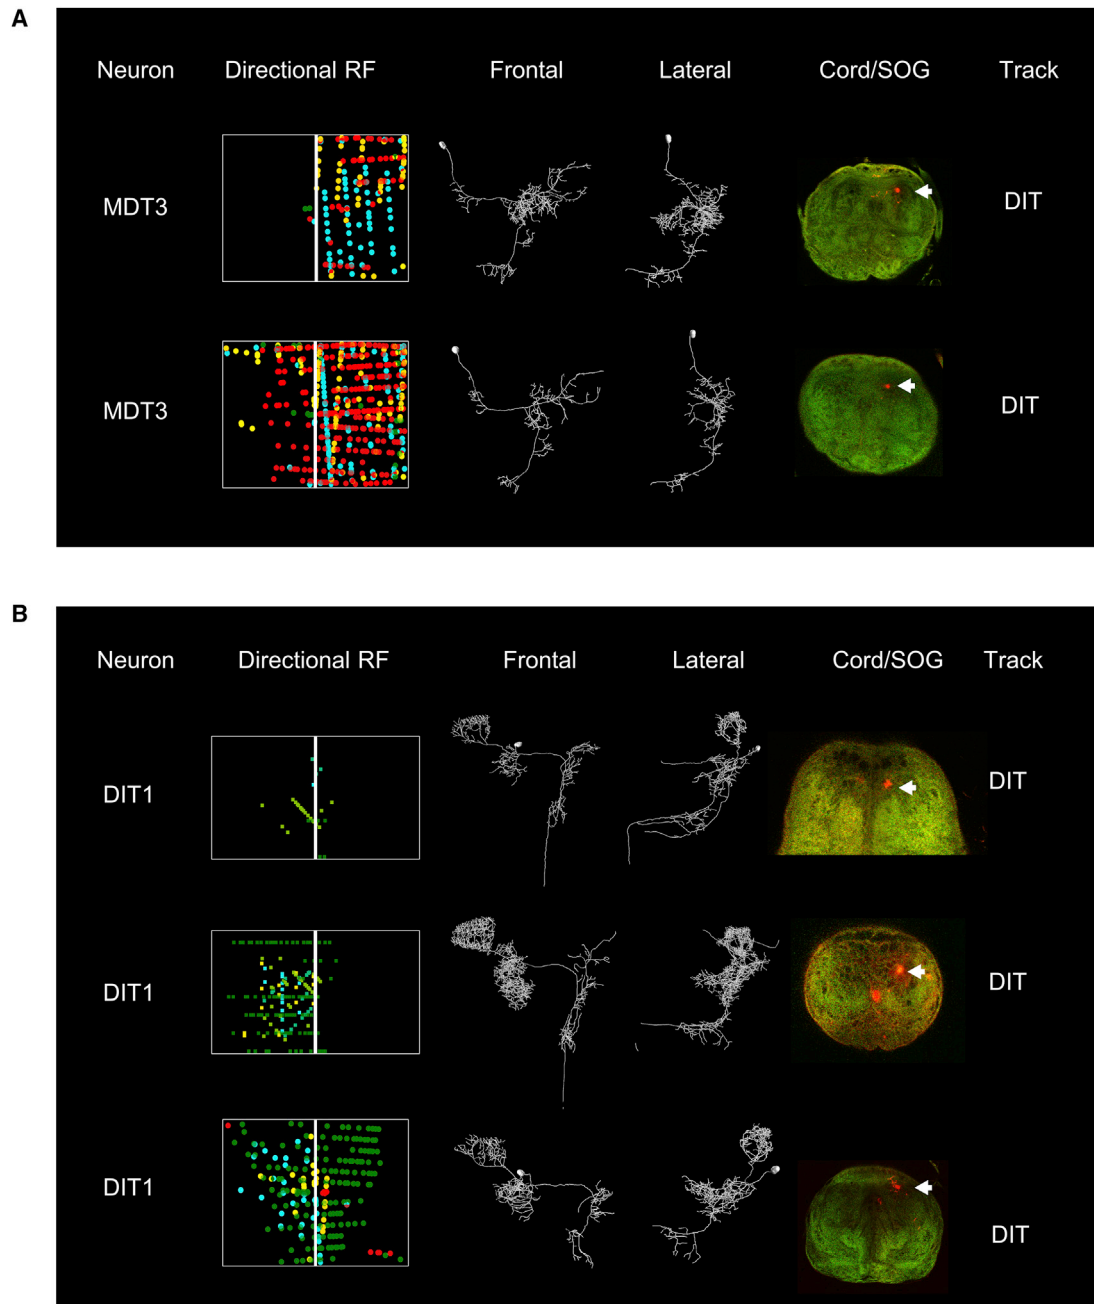 A
Neuron Directional RF Frontal Lateral Cord/SOG Track
MDT3 DIT
MDT3 DIT
B
Neuron Directional RF Frontal Lateral Cord/SOG Track
DIT1 DIT
DIT1 DIT
DIT1 DIT